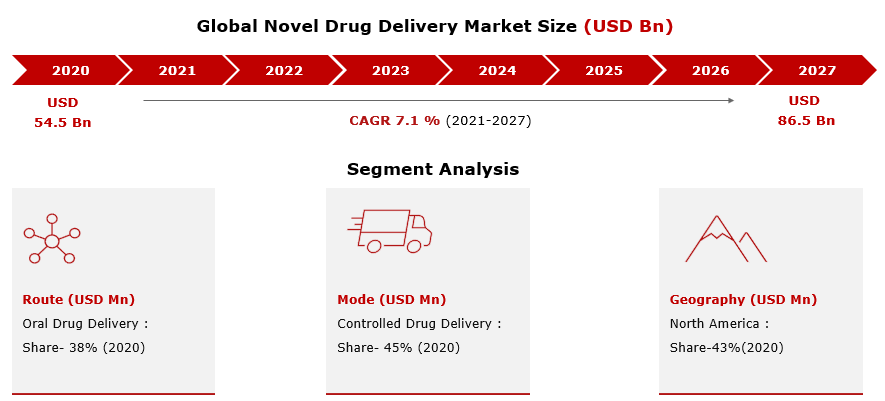 Global Novel Drug Delivery Market Size (USD Bn)
2020 2021 2022 2023 2024 2025 2026 2027
USD
54.5 Bn
CAGR 7.1 % (2021-2027)
USD
86.5 Bn
Segment Analysis
Route (USD Mn)
Oral Drug Delivery :
Share- 38% (2020)
Mode (USD Mn)
Controlled Drug Delivery :
Share- 45% (2020)
Geography (USD Mn)
North America :
Share-43%(2020)